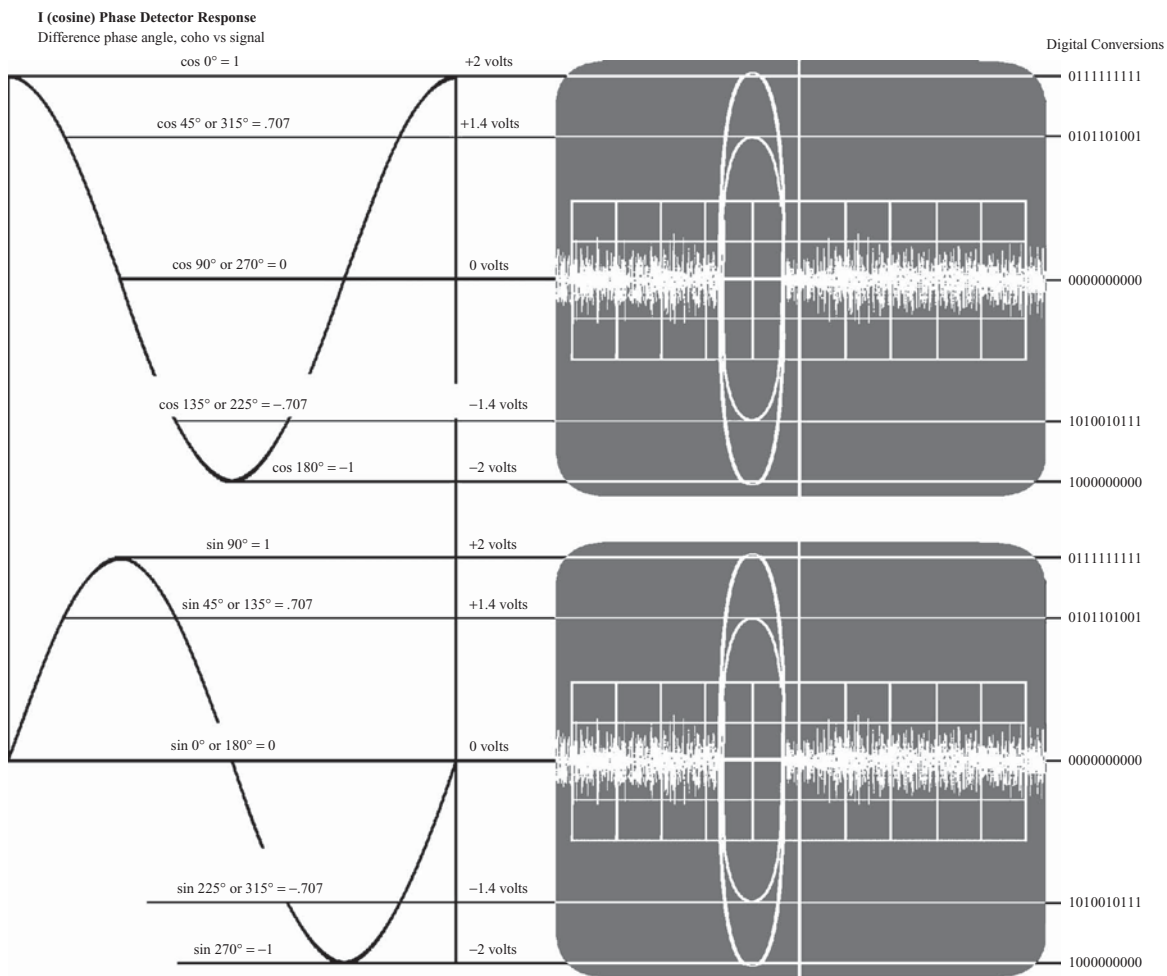 I (cosine) Phase Detector Response
Difference phase angle, coho vs signal
Digital Conversions
cos 0° = 1 +2 volts 0111111111
cos 45° or 315° = .707 +1.4 volts 0101101001
cos 90° or 270° = 0 0 volts 0000000000
cos 135° or 225° = −.707 −1.4 volts 1010010111
cos 180° = −1 −2 volts 1000000000
sin 90° = 1 +2 volts 0111111111
sin 45° or 135° = .707 +1.4 volts 0101101001
sin 0° or 180° = 0 0 volts 0000000000
sin 225° or 315° = −.707 −1.4 volts 1010010111
sin 270° = −1 −2 volts 1000000000